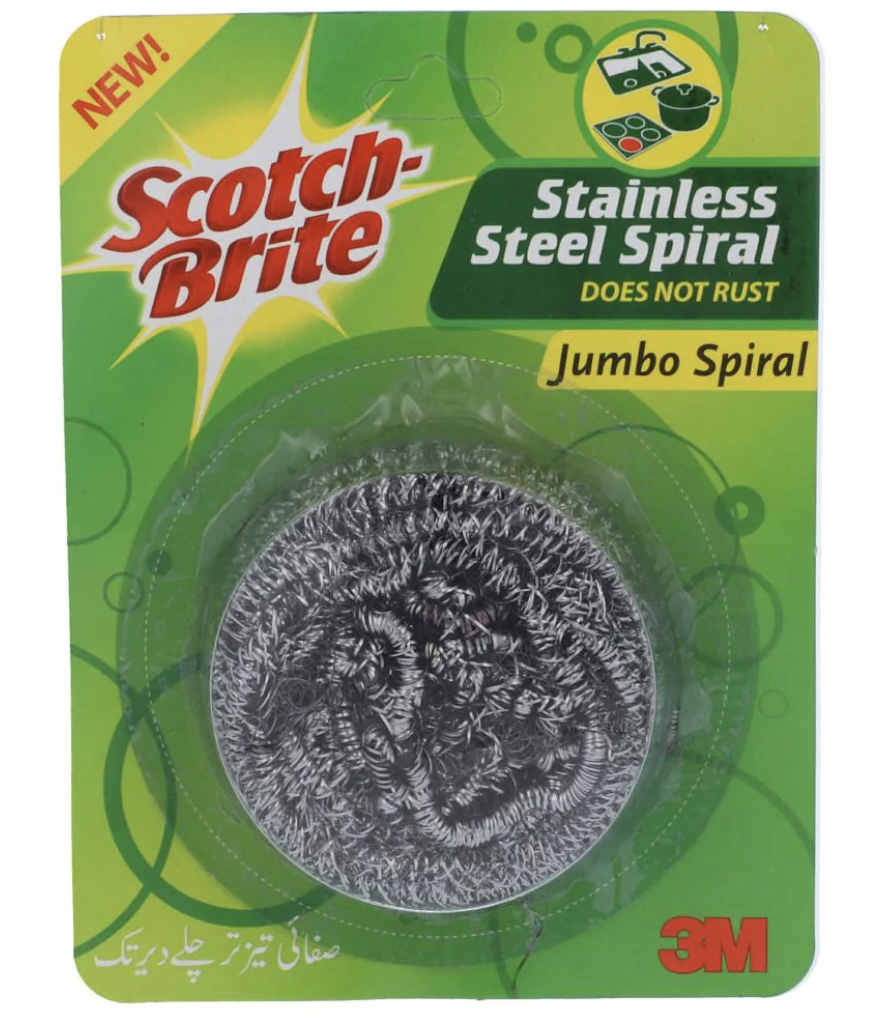 NEW!
Scotch-
Brite
Stainless
Steel Spiral
DOES NOT RUST
Jumbo Spiral
صفائی تیز تر چلے دیر تک
3M